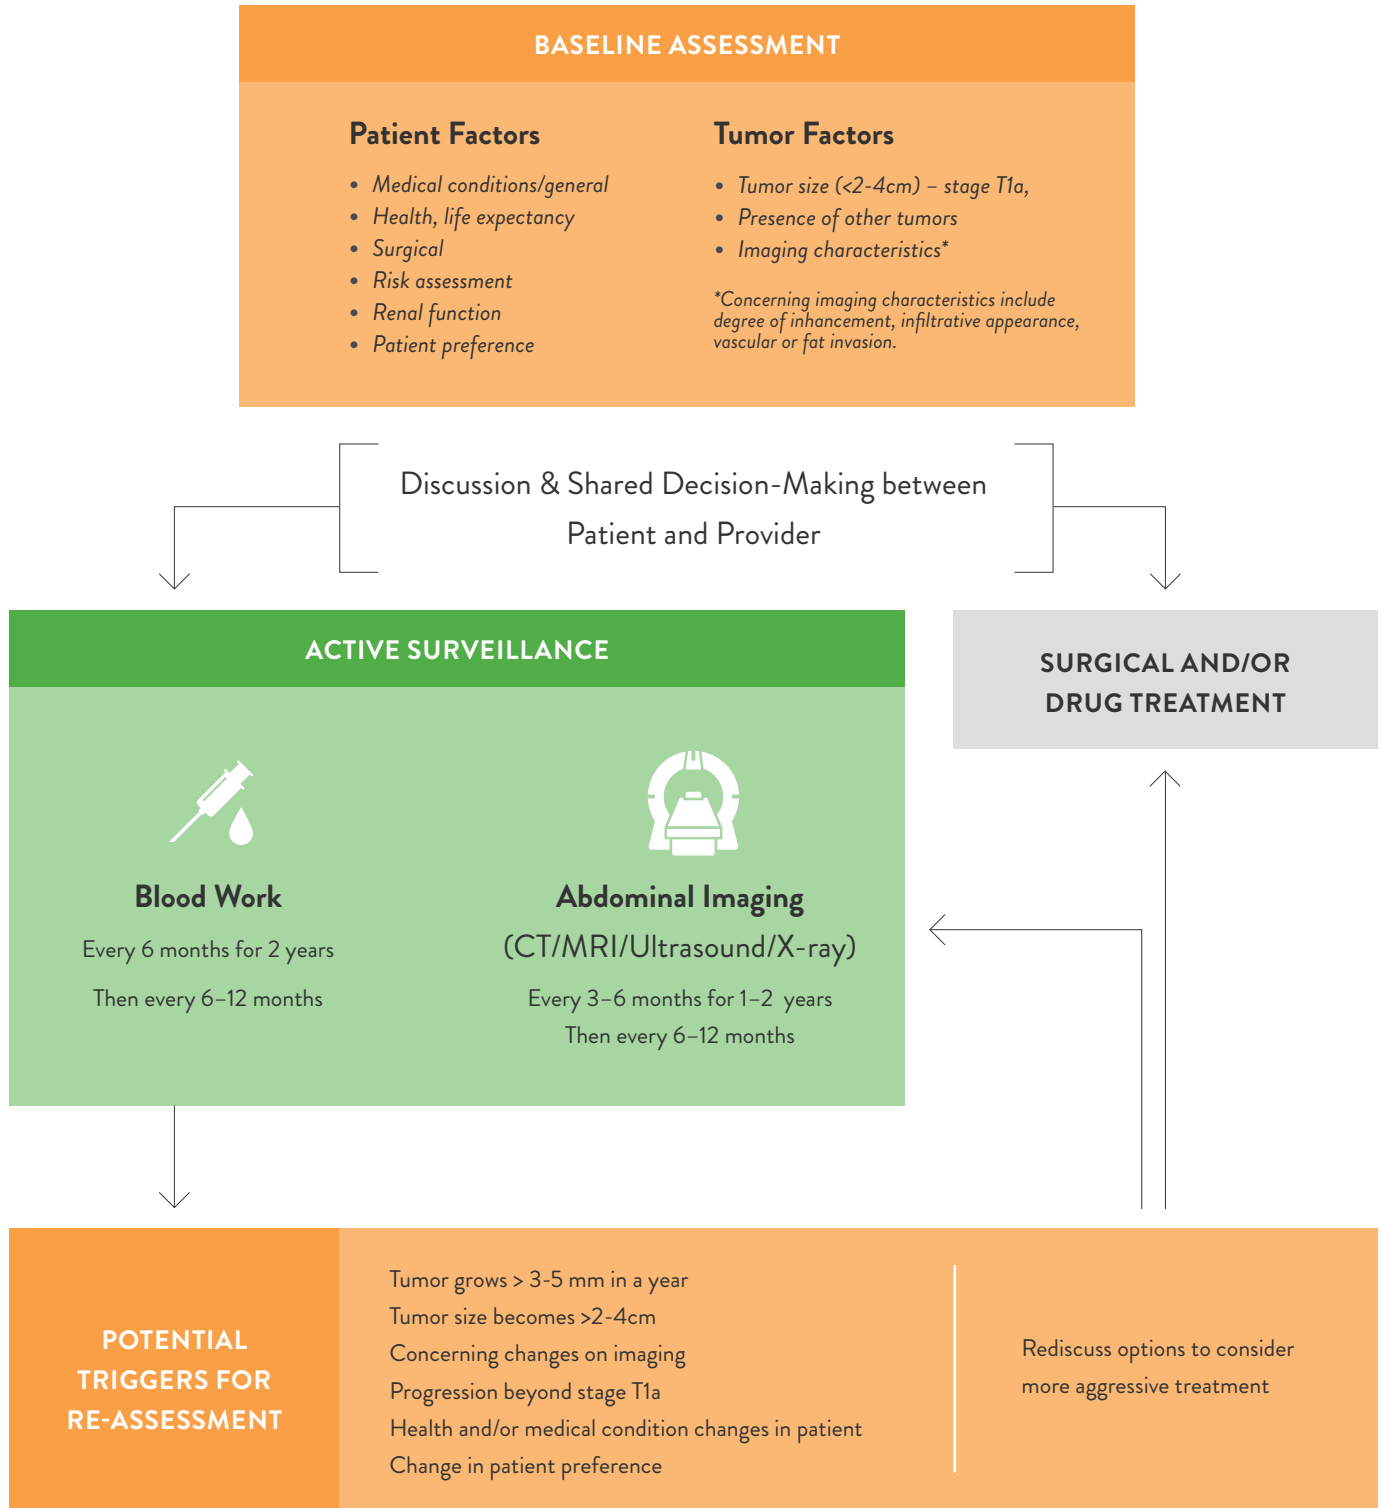 BASELINE ASSESSMENT
Patient Factors
• Medical conditions/general
• Health, life expectancy
• Surgical
• Risk assessment
• Renal function
• Patient preference
Tumor Factors
• Tumor size (<2-4cm) – stage T1a,
• Presence of other tumors
• Imaging characteristics*
*Concerning imaging characteristics include
degree of inhancement, infiltrative appearance,
vascular or fat invasion.
Discussion & Shared Decision-Making between
Patient and Provider
ACTIVE SURVEILLANCE
Blood Work
Every 6 months for 2 years
Then every 6–12 months
Abdominal Imaging
(CT/MRI/Ultrasound/X-ray)
Every 3–6 months for 1–2 years
Then every 6–12 months
SURGICAL AND/OR
DRUG TREATMENT
POTENTIAL
TRIGGERS FOR
RE-ASSESSMENT
Tumor grows > 3-5 mm in a year
Tumor size becomes >2-4cm
Concerning changes on imaging
Progression beyond stage T1a
Health and/or medical condition changes in patient
Change in patient preference
Rediscuss options to consider
more aggressive treatment